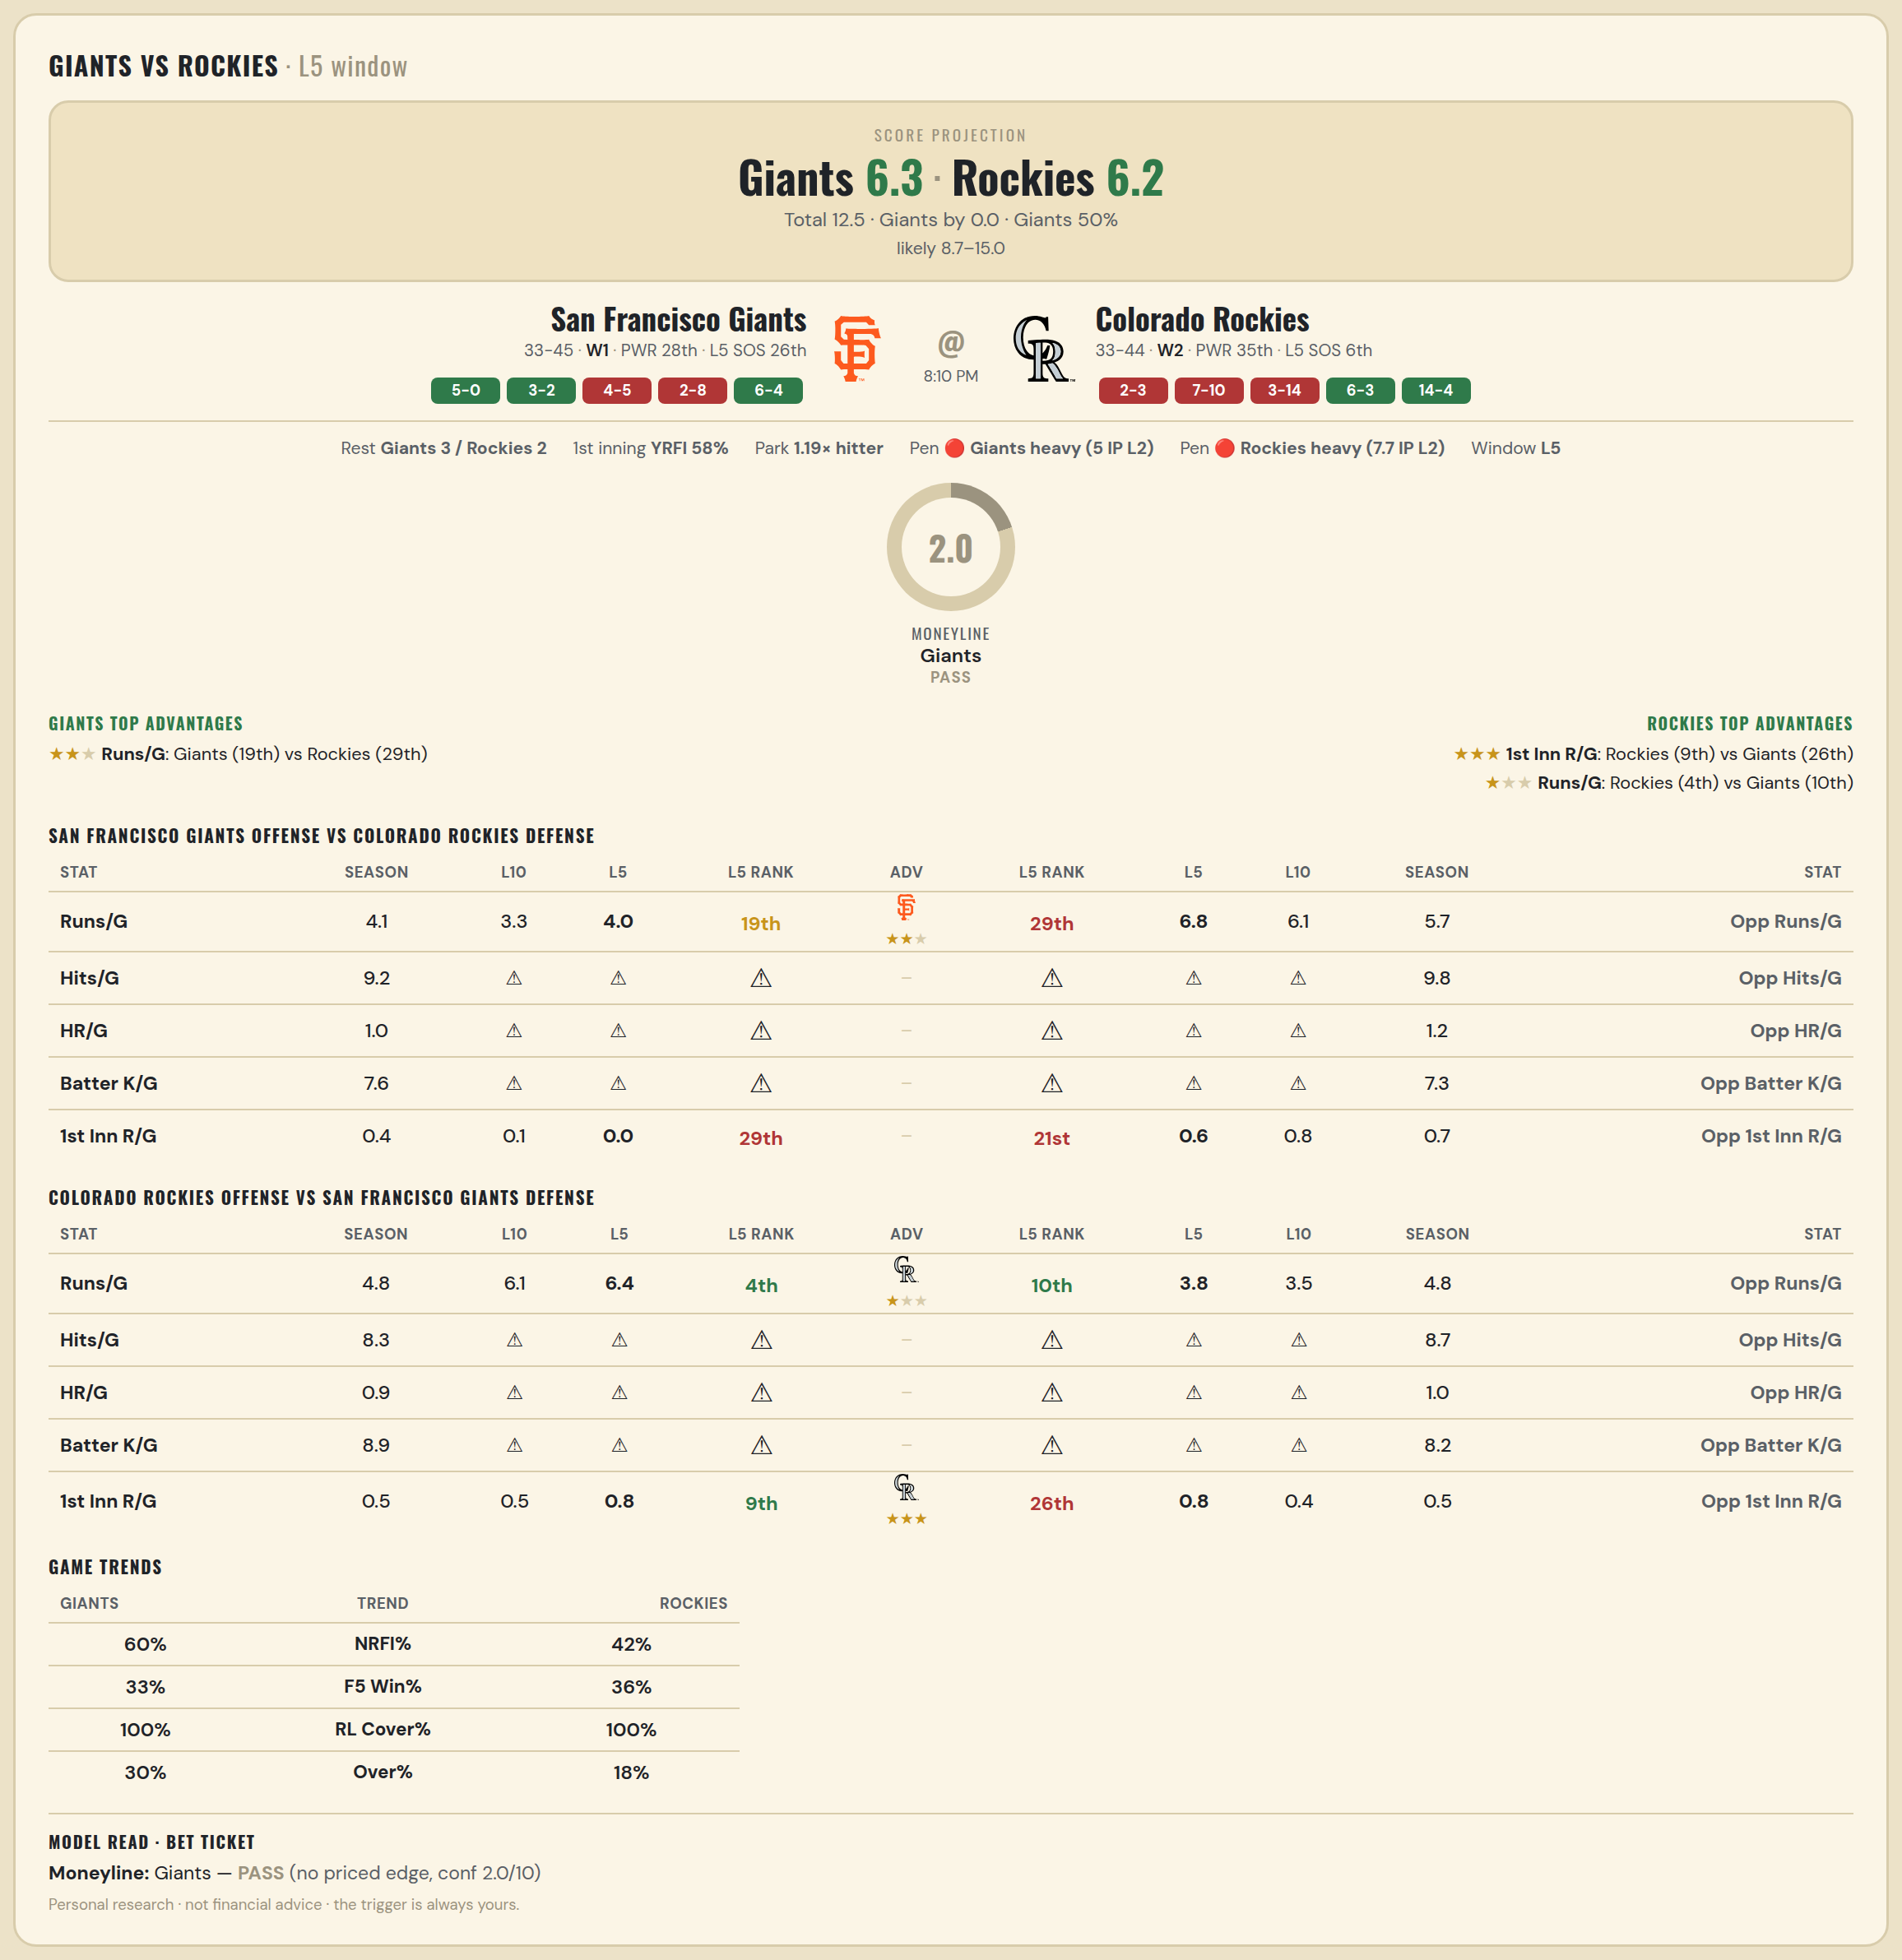 GIANTS VS ROCKIES · L5 window
SCORE PROJECTION
Giants 6.3 · Rockies 6.2
Total 12.5 · Giants by 0.0 · Giants 50%
likely 8.7–15.0
San Francisco Giants
33-45 · W1 · PWR 28th · L5 SOS 26th
5-0 3-2 4-5 2-8 6-4
SF
@
8:10 PM
CR
Colorado Rockies
33-44 · W2 · PWR 35th · L5 SOS 6th
2-3 7-10 3-14 6-3 14-4
Rest Giants 3 / Rockies 2 1st inning YRFI 58% Park 1.19× hitter Pen 🔴 Giants heavy (5 IP L2) Pen 🔴 Rockies heavy (7.7 IP L2) Window L5
2.0
MONEYLINE
Giants
PASS
GIANTS TOP ADVANTAGES
★★★ Runs/G: Giants (19th) vs Rockies (29th)
ROCKIES TOP ADVANTAGES
★★★ 1st Inn R/G: Rockies (9th) vs Giants (26th)
★★★ Runs/G: Rockies (4th) vs Giants (10th)
SAN FRANCISCO GIANTS OFFENSE VS COLORADO ROCKIES DEFENSE
STAT SEASON L10 L5 L5 RANK ADV L5 RANK L5 L10 SEASON STAT
Runs/G 4.1 3.3 4.0 19th SF ★★★ 29th 6.8 6.1 5.7 Opp Runs/G
Hits/G 9.2 ⚠ ⚠ ⚠ — ⚠ ⚠ ⚠ 9.8 Opp Hits/G
HR/G 1.0 ⚠ ⚠ ⚠ — ⚠ ⚠ ⚠ 1.2 Opp HR/G
Batter K/G 7.6 ⚠ ⚠ ⚠ — ⚠ ⚠ ⚠ 7.3 Opp Batter K/G
1st Inn R/G 0.4 0.1 0.0 29th — 21st 0.6 0.8 0.7 Opp 1st Inn R/G
COLORADO ROCKIES OFFENSE VS SAN FRANCISCO GIANTS DEFENSE
STAT SEASON L10 L5 L5 RANK ADV L5 RANK L5 L10 SEASON STAT
Runs/G 4.8 6.1 6.4 4th CR ★★★ 10th 3.8 3.5 4.8 Opp Runs/G
Hits/G 8.3 ⚠ ⚠ ⚠ — ⚠ ⚠ ⚠ 8.7 Opp Hits/G
HR/G 0.9 ⚠ ⚠ ⚠ — ⚠ ⚠ ⚠ 1.0 Opp HR/G
Batter K/G 8.9 ⚠ ⚠ ⚠ — ⚠ ⚠ ⚠ 8.2 Opp Batter K/G
1st Inn R/G 0.5 0.5 0.8 9th CR ★★★ 26th 0.8 0.4 0.5 Opp 1st Inn R/G
GAME TRENDS
GIANTS TREND ROCKIES
60% NRFI% 42%
33% F5 Win% 36%
100% RL Cover% 100%
30% Over% 18%
MODEL READ · BET TICKET
Moneyline: Giants — PASS (no priced edge, conf 2.0/10)
Personal research · not financial advice · the trigger is always yours.